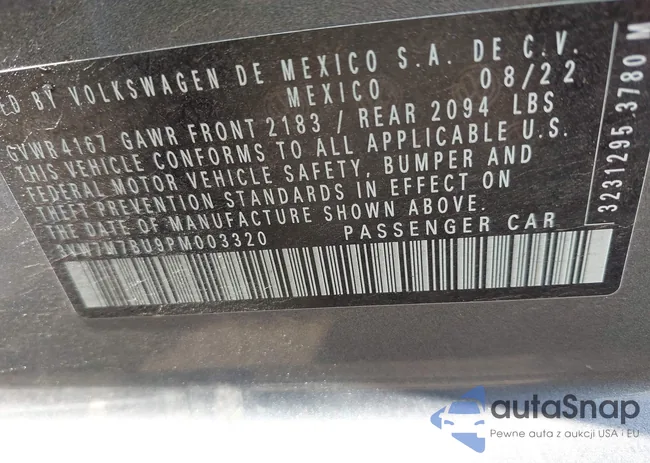 ED BY VOLKSWAGEN DE MEXICO S.A. DE C.V.
MEXICO 08/22
GVWR4167 GAWR FRONT 2183 / REAR 2094 LBS
THIS VEHICLE CONFORMS TO ALL APPLICABLE U.S.
FEDERAL MOTOR VEHICLE SAFETY, BUMPER AND
THEFT PREVENTION STANDARDS IN EFFECT ON
THE DATE OF MANUFACTURE SHOWN ABOVE.
3VW7M7BU9PM003320 PASSENGER CAR
3231295 3780 M
autaSnap
Pewne auta z aukcji USA i EU